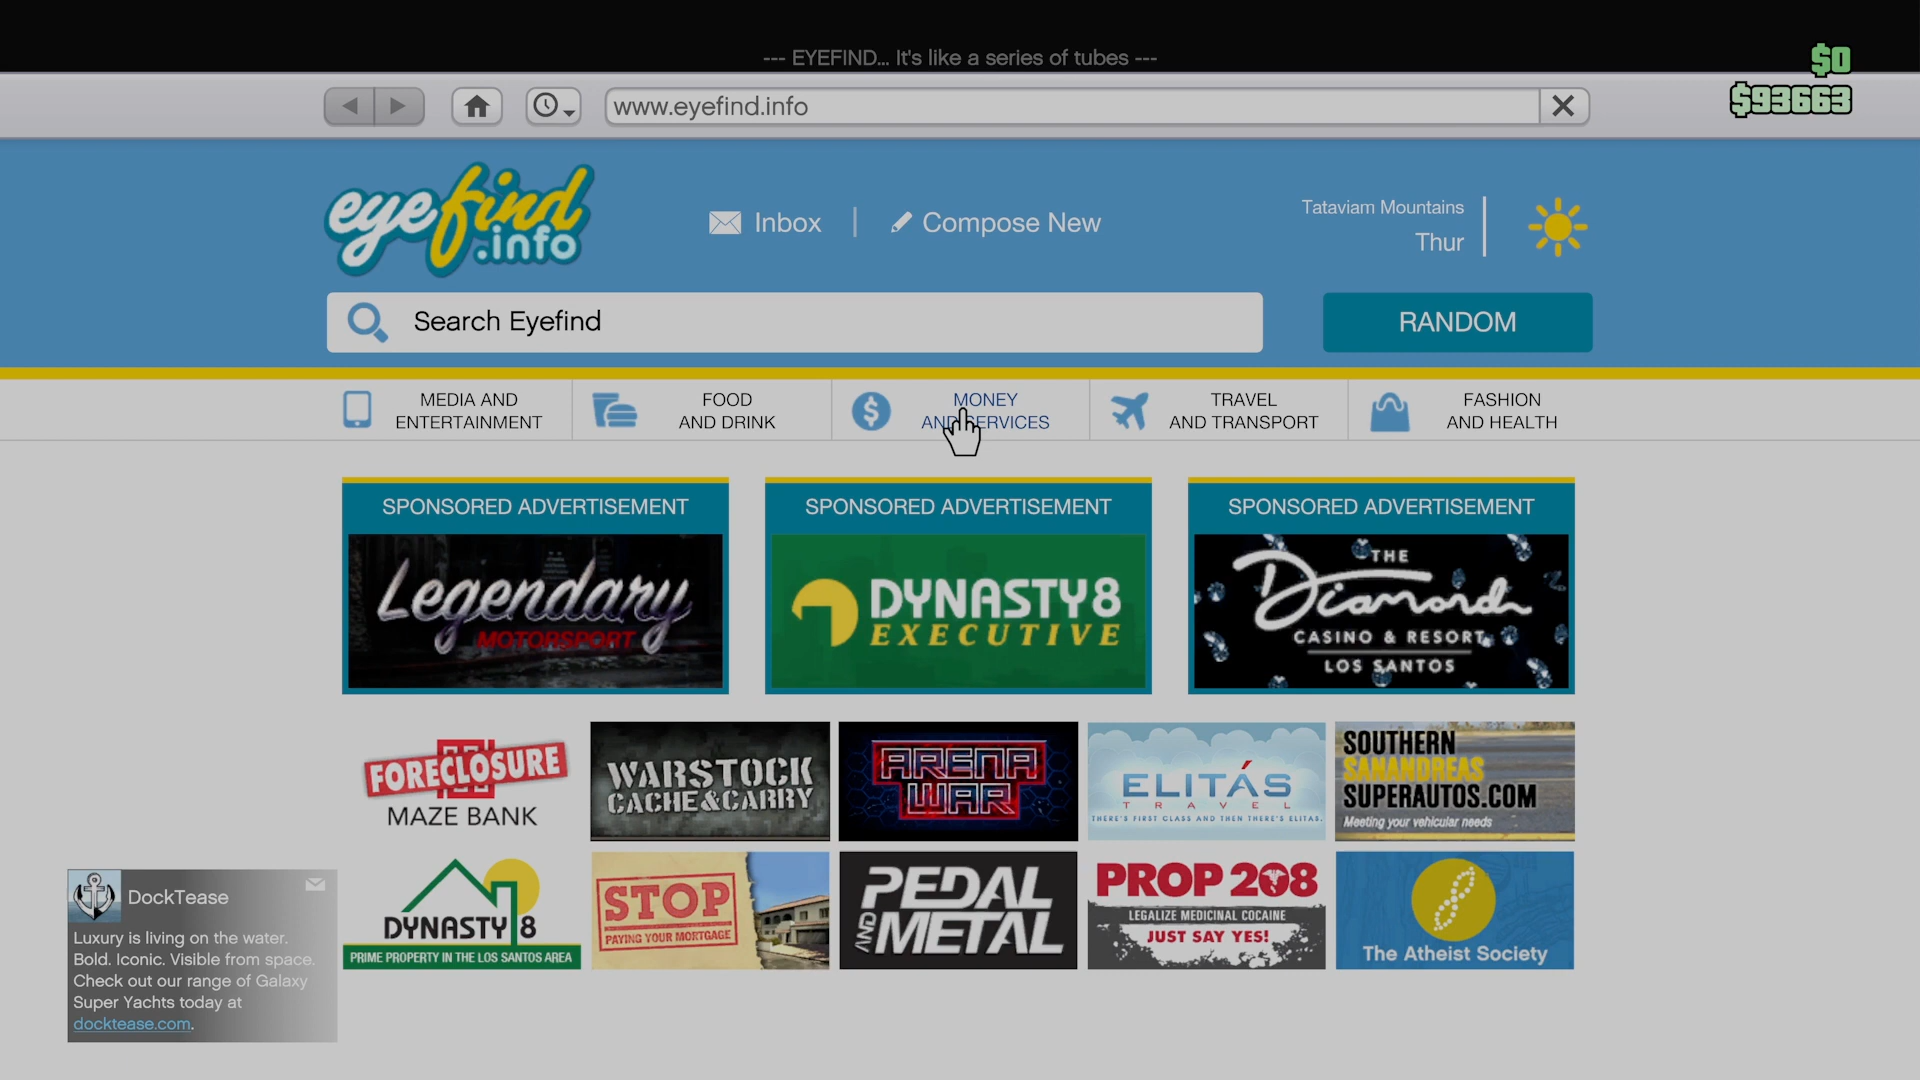 --- EYEFIND... It's like a series of tubes ---
$0
$93663
www.eyefind.info
eyefind
.info
Inbox
Compose New
Tataviam Mountains
Thur
Search Eyefind
RANDOM
MEDIA AND
ENTERTAINMENT
FOOD
AND DRINK
MONEY
AND SERVICES
TRAVEL
AND TRANSPORT
FASHION
AND HEALTH
SPONSORED ADVERTISEMENT
Legendary
MOTORSPORT
SPONSORED ADVERTISEMENT
DYNASTY8
EXECUTIVE
SPONSORED ADVERTISEMENT
THE
Diamond
CASINO & RESORT
LOS SANTOS
FORECLOSURE
MAZE BANK
WARSTOCK
CACHE&CARRY
ARENA
WAR
ELITÁS
TRAVEL
THERE'S FIRST CLASS AND THEN THERE'S ELITAS.
SOUTHERN
SANANDREAS
SUPERAUTOS.COM
Meeting your vehicular needs
DYNASTY 8
PRIME PROPERTY IN THE LOS SANTOS AREA
STOP
PAYING YOUR MORTGAGE
PEDAL
AND METAL
PROP 208
LEGALIZE MEDICINAL COCAINE
JUST SAY YES!
The Atheist Society
DockTease
Luxury is living on the water.
Bold. Iconic. Visible from space.
Check out our range of Galaxy
Super Yachts today at
docktease.com.